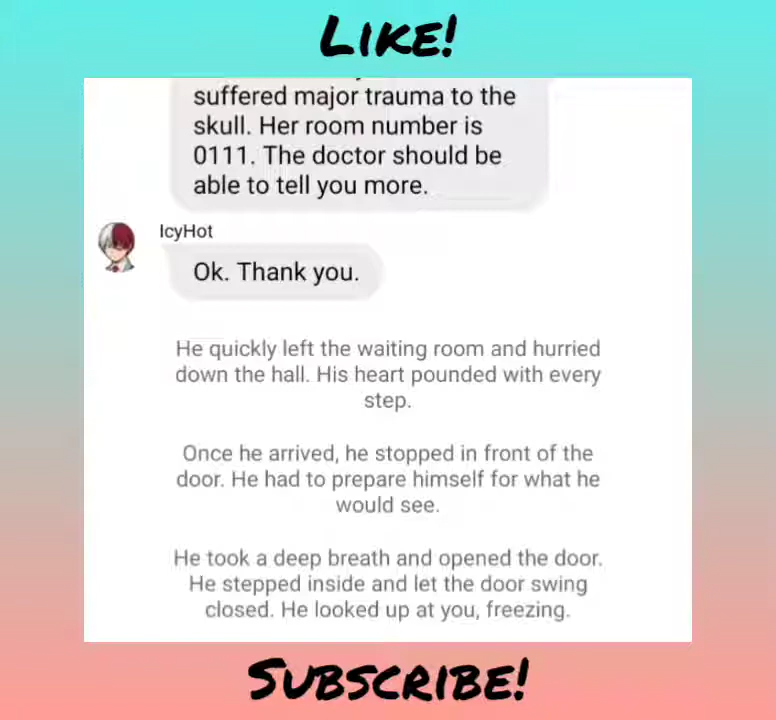 LIKE!
suffered major trauma to the
skull. Her room number is
0111. The doctor should be
able to tell you more.
IcyHot
Ok. Thank you.
He quickly left the waiting room and hurried
down the hall. His heart pounded with every
step.
Once he arrived, he stopped in front of the
door. He had to prepare himself for what he
would see.
He took a deep breath and opened the door.
He stepped inside and let the door swing
closed. He looked up at you, freezing.
SUBSCRIBE!